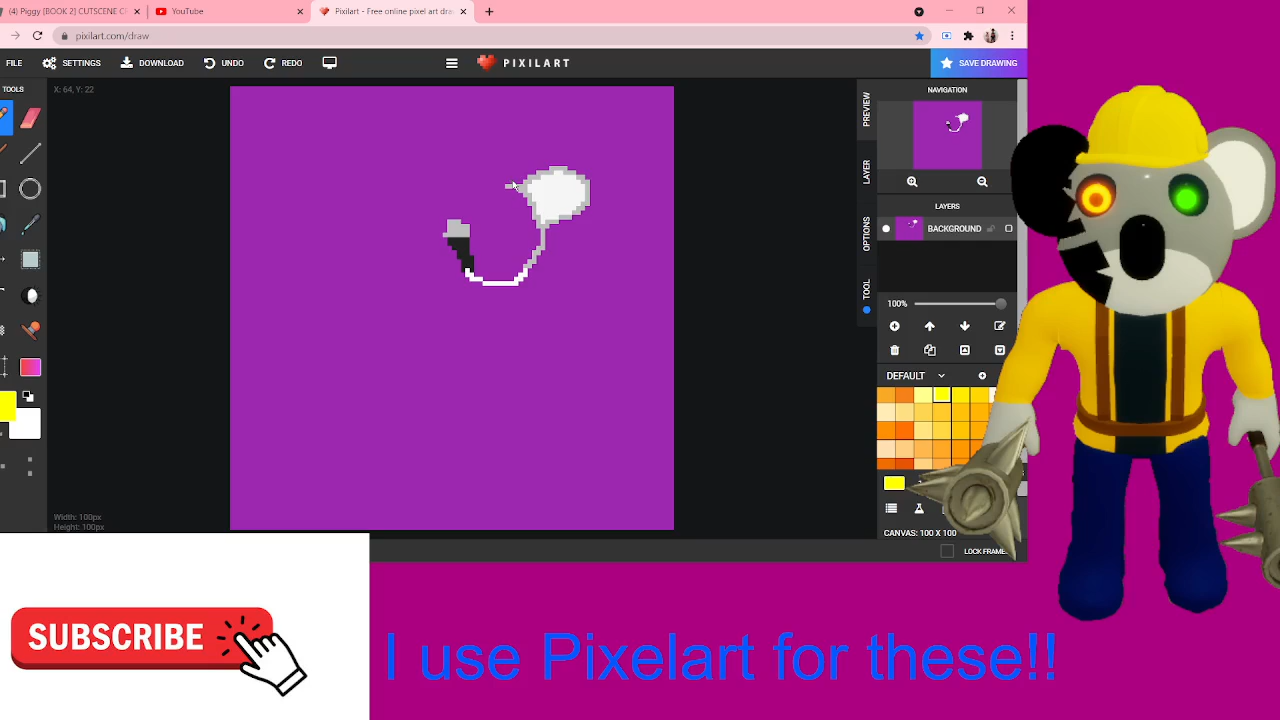 (4) Piggy [BOOK 2] CUTSCENE C
YouTube
Pixilart - Free online pixel art dra
pixilart.com/draw
FILE
SETTINGS
DOWNLOAD
UNDO
REDO
PIXILART
SAVE DRAWING
TOOLS
X: 64, Y: 22
PREVIEW
LAYER
OPTIONS
TOOL
NAVIGATION
LAYERS
BACKGROUND
100%
DEFAULT
Width: 100px
Height: 100px
CANVAS: 100 X 100
LOCK FRAME
SUBSCRIBE
I use Pixelart for these!!